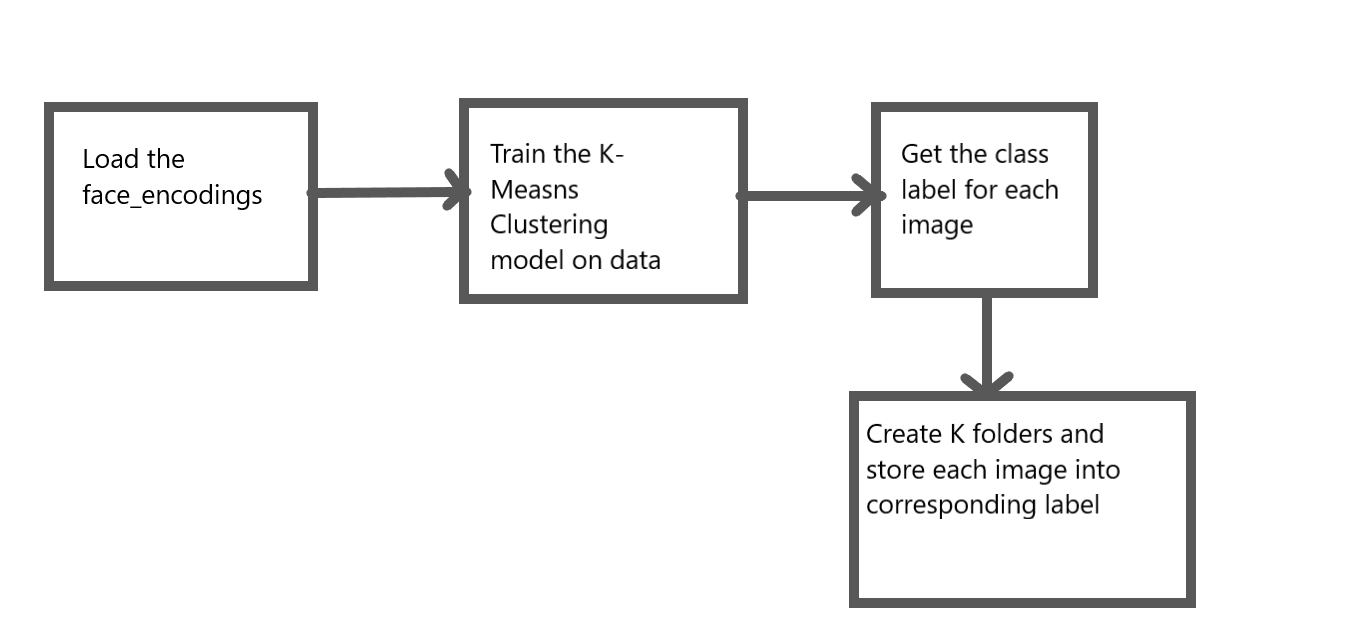 Load the
face_encodings
Train the K-
Measns
Clustering
model on data
Get the class
label for each
image
Create K folders and
store each image into
corresponding label